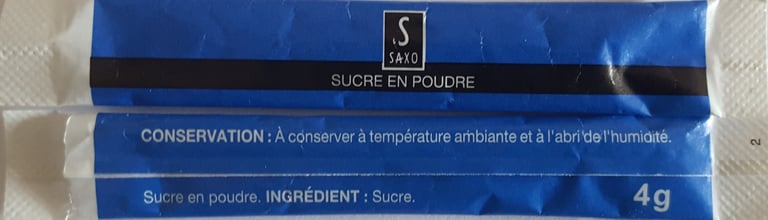 S
SAXO
SUCRE EN POUDRE
CONSERVATION : À conserver à température ambiante et à l'abri de l'humidité.
Sucre en poudre. INGRÉDIENT : Sucre.
4g
2